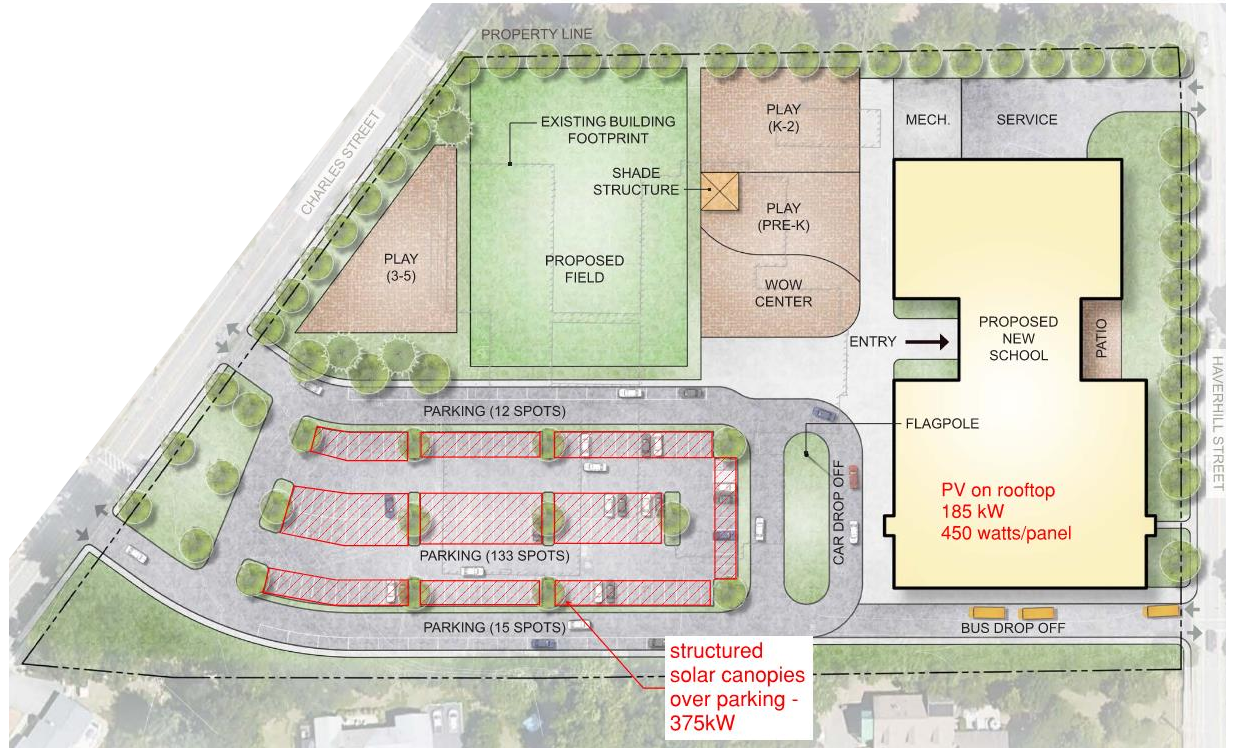 PROPERTY LINE
CHARLES STREET
EXISTING BUILDING
FOOTPRINT
PLAY
(K-2)
MECH.
SERVICE
SHADE
STRUCTURE
PLAY
(PRE-K)
PLAY
(3-5)
PROPOSED
FIELD
WOW
CENTER
ENTRY
PROPOSED
NEW
SCHOOL
PATIO
HAVERHILL STREET
PARKING (12 SPOTS)
FLAGPOLE
CAR DROP OFF
PV on rooftop
185 kW
450 watts/panel
PARKING (133 SPOTS)
PARKING (15 SPOTS)
BUS DROP OFF
structured
solar canopies
over parking -
375kW